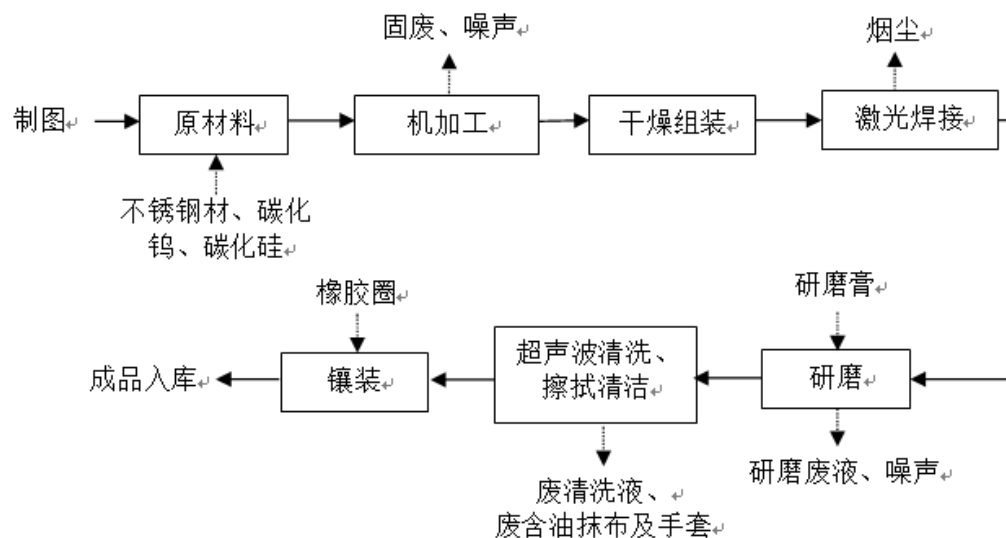 固废、噪声
烟尘
制图
原材料
机加工
干燥组装
激光焊接
不锈钢材、碳化
钨、碳化硅
橡胶圈
研磨膏
成品入库
镶装
超声波清洗、
擦拭清洁
研磨
研磨废液、噪声
废清洗液、
废含油抹布及手套